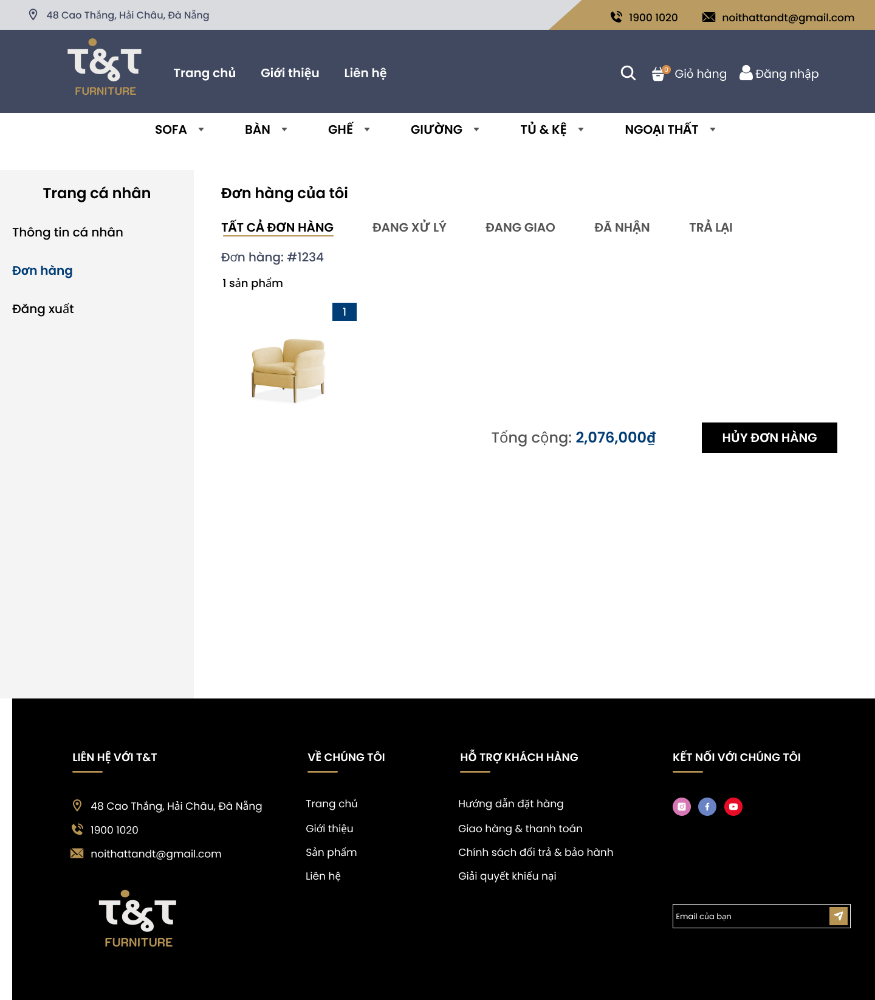 48 Cao Thắng, Hải Châu, Đà Nẵng
1900 1020
noithattandt@gmail.com
T&T
FURNITURE
Trang chủ
Giới thiệu
Liên hệ
0
Giỏ hàng
Đăng nhập
SOFA
BÀN
GHẾ
GIƯỜNG
TỦ & KỆ
NGOẠI THẤT
Trang cá nhân
Thông tin cá nhân
Đơn hàng
Đăng xuất
Đơn hàng của tôi
TẤT CẢ ĐƠN HÀNG
ĐANG XỬ LÝ
ĐANG GIAO
ĐÃ NHẬN
TRẢ LẠI
Đơn hàng: #1234
1 sản phẩm
1
Tổng cộng: 2,076,000₫
HỦY ĐƠN HÀNG
LIÊN HỆ VỚI T&T
48 Cao Thắng, Hải Châu, Đà Nẵng
1900 1020
noithattandt@gmail.com
T&T
FURNITURE
VỀ CHÚNG TÔI
Trang chủ
Giới thiệu
Sản phẩm
Liên hệ
HỖ TRỢ KHÁCH HÀNG
Hướng dẫn đặt hàng
Giao hàng & thanh toán
Chính sách đổi trả & bảo hành
Giải quyết khiếu nại
KẾT NỐI VỚI CHÚNG TÔI
Email của bạn